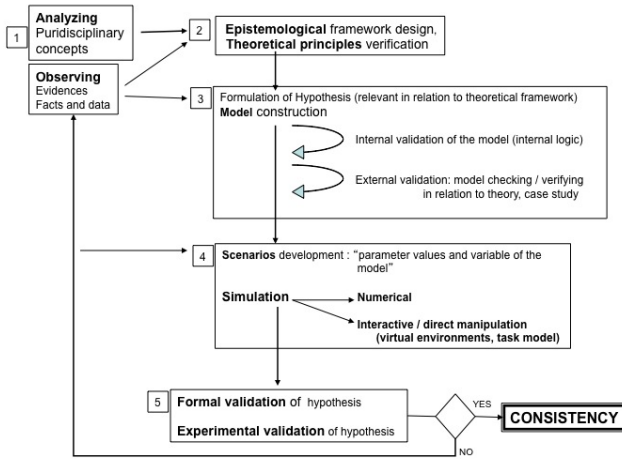 1
Analyzing
Puridisciplinary
concepts
Observing
Evidences
Facts and data
2
Epistemological framework design,
Theoretical principles verification
3
Formulation of Hypothesis (relevant in relation to theoretical framework)
Model construction
Internal validation of the model (internal logic)
External validation: model checking / verifying
in relation to theory, case study
4
Scenarios development : "parameter values and variable of the
model"
Simulation
Numerical
Interactive / direct manipulation
(virtual environments, task model)
5
Formal validation of hypothesis
Experimental validation of hypothesis
YES
CONSISTENCY
NO